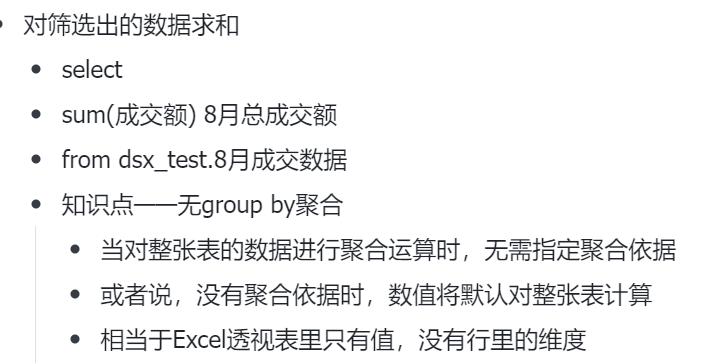 对筛选出的数据求和
select
sum(成交额) 8月总成交额
from dsx_test.8月成交数据
知识点——无group by聚合
当对整张表的数据进行聚合运算时，无需指定聚合依据
或者说，没有聚合依据时，数值将默认对整张表计算
相当于Excel透视表里只有值，没有行里的维度